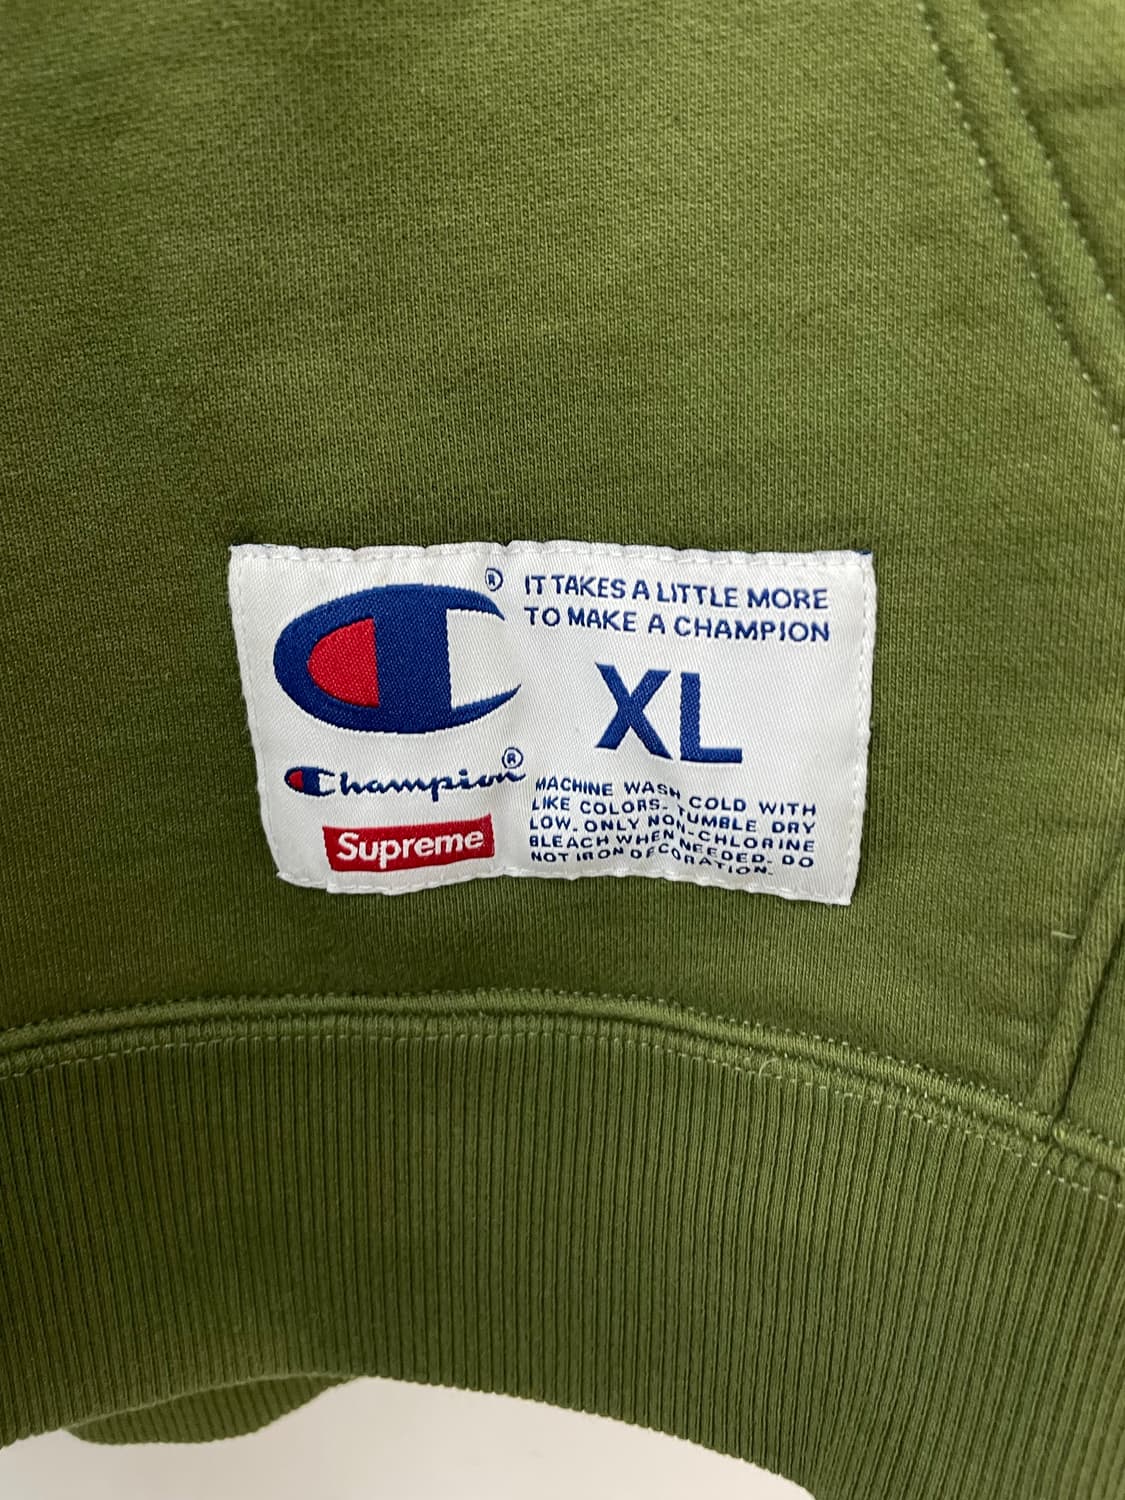 ® IT TAKES A LITTLE MORE
TO MAKE A CHAMPION
XL
Champion®
Supreme
MACHINE WASH COLD WITH
LIKE COLORS. TUMBLE DRY
LOW. ONLY NON-CHLORINE
BLEACH WHEN NEEDED. DO
NOT IRON DECORATION.